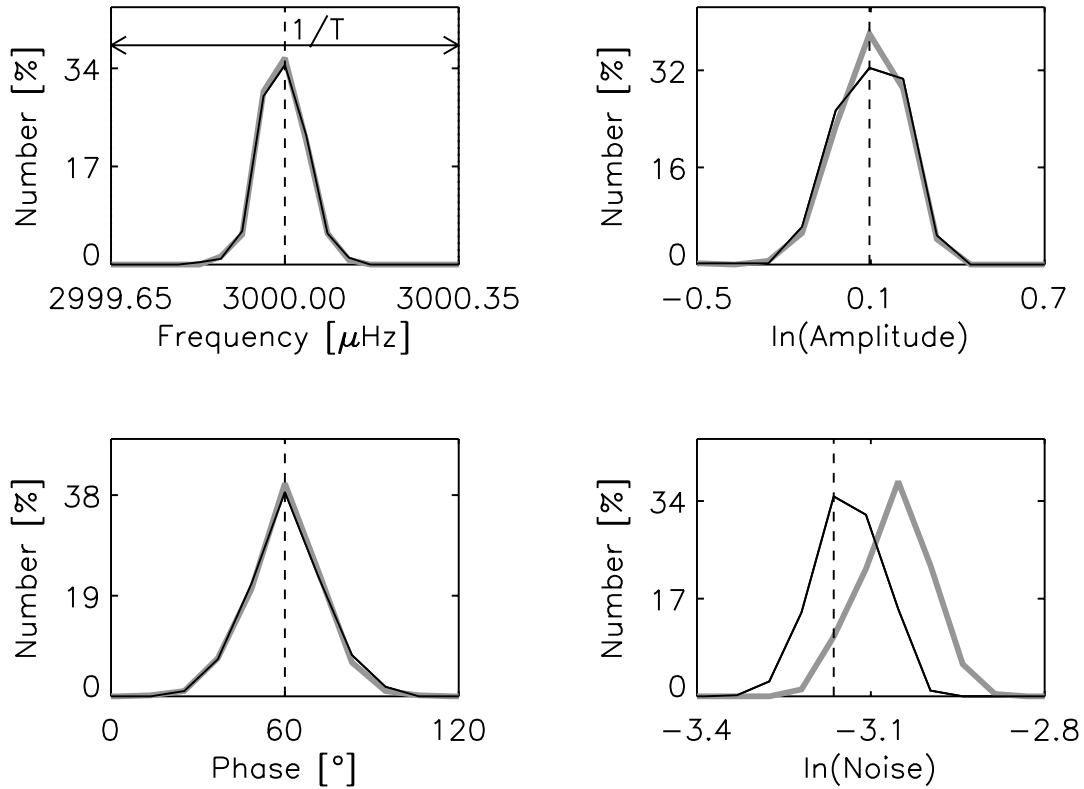 1/T
Number [%]
34
17
0
2999.65 3000.00 3000.35
Frequency [μHz]
Number [%]
32
16
0
−0.5 0.1 0.7
ln(Amplitude)
Number [%]
38
19
0
0 60 120
Phase [°]
Number [%]
34
17
0
−3.4 −3.1 −2.8
ln(Noise)